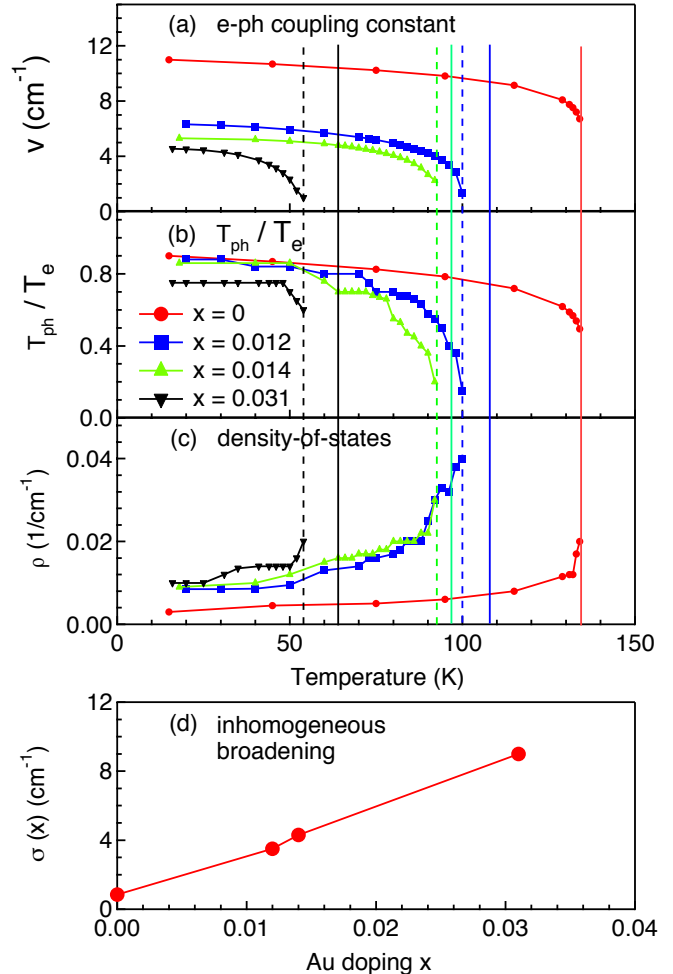 12
8
4
0
v (cm-1)
(a) e-ph coupling constant
(b) Tph / Te
0.8
0.4
0.0
Tph / Te
x = 0
x = 0.012
x = 0.014
x = 0.031
(c) density-of-states
0.04
0.02
0.00
ρ (1/cm-1)
0 50 100 150
Temperature (K)
12
8
4
0
σ (x) (cm-1)
(d) inhomogeneous
broadening
0.00 0.01 0.02 0.03 0.04
Au doping x